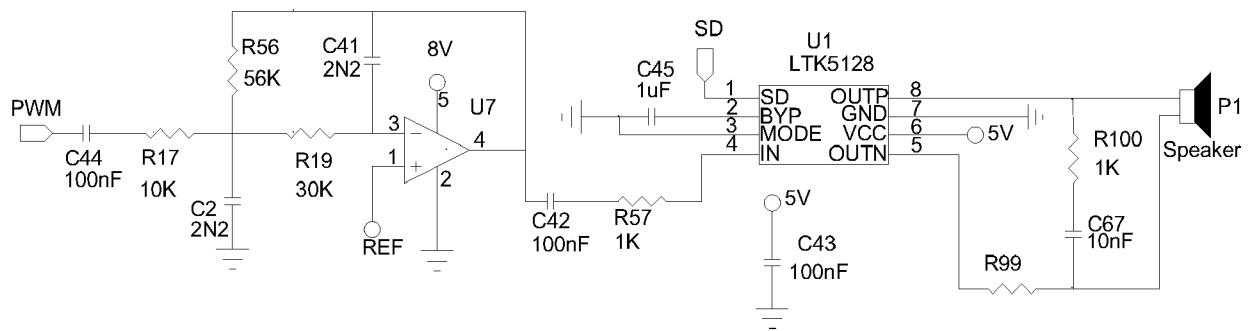 PWM
C44
100nF
R17
10K
R56
56K
C2
2N2
R19
30K
C41
2N2
8V
5
U7
3
4
1
2
REF
C42
100nF
R57
1K
SD
C45
1uF
U1
LTK5128
1
2
3
4
SD
BYP
MODE
IN
OUTP
GND
VCC
OUTN
8
7
6
5
5V
5V
C43
100nF
R99
R100
1K
C67
10nF
P1
Speaker